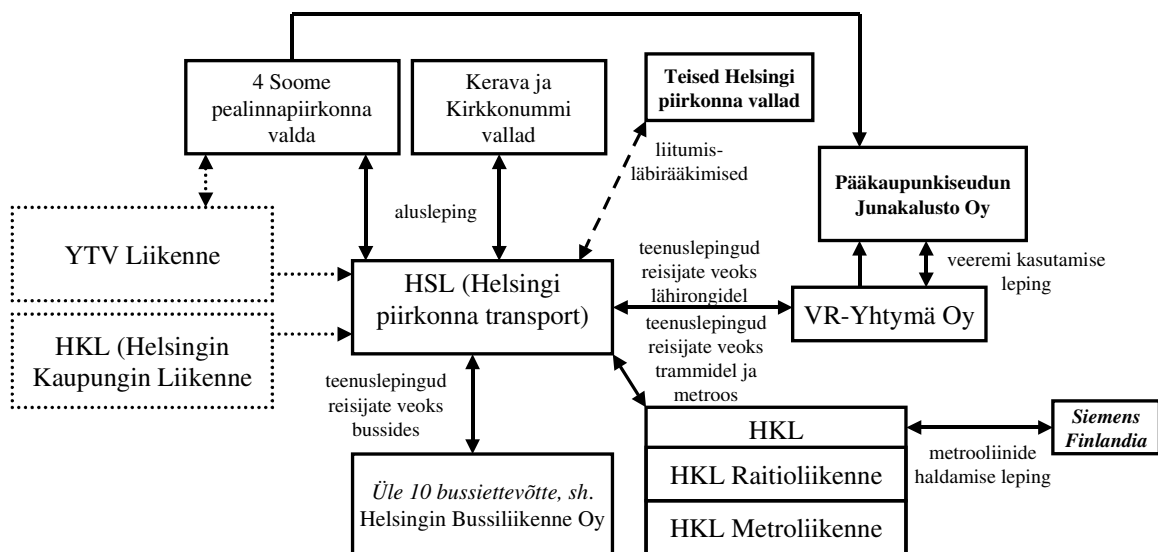 4 Soome
pealinnapiirkonna
valda
Kerava ja
Kirkkonummi
vallad
Teised Helsingi
piirkonna vallad
liitumis-
läbirääkimised
Pääkaupunkiseudun
Junakalusto Oy
YTV Liikenne
alusleping
HSL (Helsingi
piirkonna transport)
teenuslepingud
reisijate veoks
lähirongidel
veeremi kasutamise
leping
VR-Yhtymä Oy
HKL (Helsingin
Kaupungin Liikenne
teenuslepingud
reisijate veoks
trammidel ja
metroos
teenuslepingud
reisijate veoks
bussides
HKL
HKL Raitioliikenne
HKL Metroliikenne
Siemens
Finlandia
metrooliinide
haldamise leping
Üle 10 bussiettevõtte, sh.
Helsingin Bussiliikenne Oy